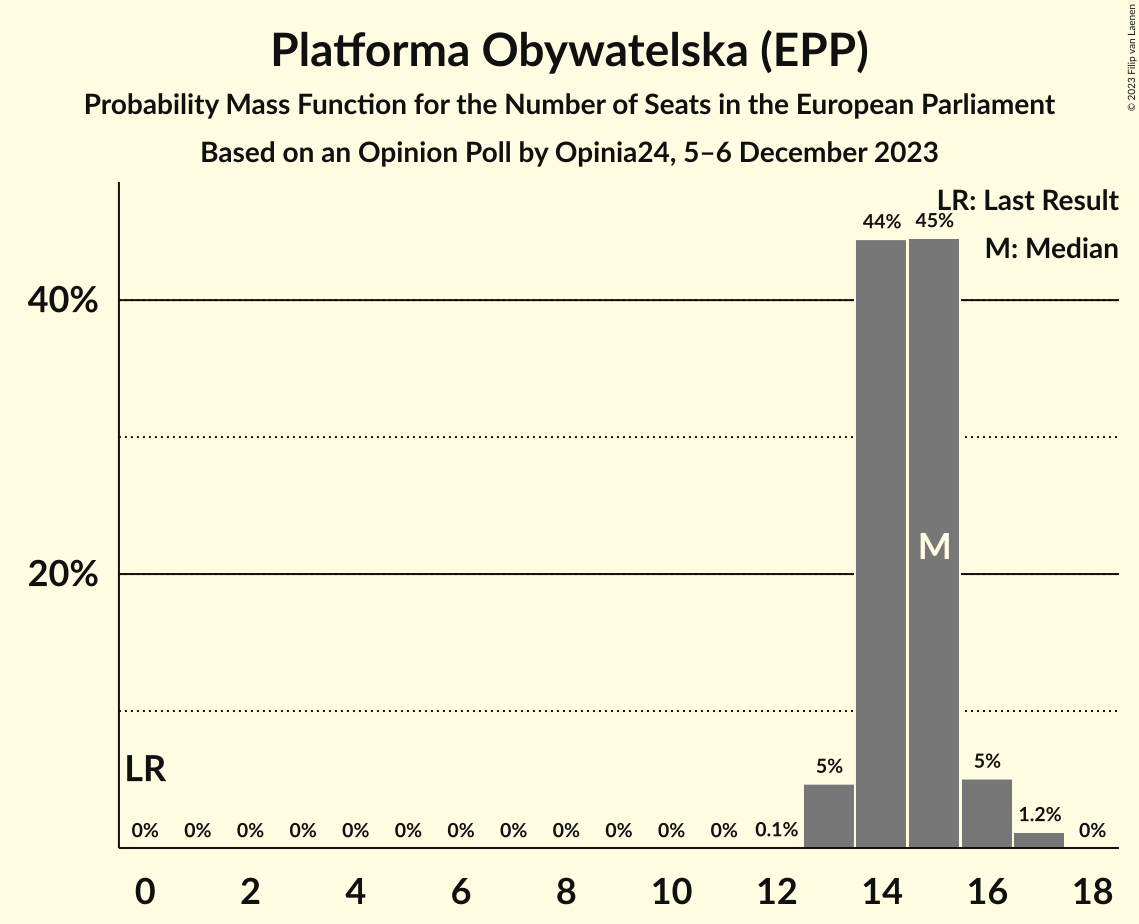 Platforma Obywatelska (EPP)
Probability Mass Function for the Number of Seats in the European Parliament
Based on an Opinion Poll by Opinia24, 5–6 December 2023
© 2023 Filip van Laenen
LR: Last Result
M: Median
44% 45%
40%
20%
M
LR
0% 0% 0% 0% 0% 0% 0% 0% 0% 0% 0% 0% 0.1% 5% 5% 1.2% 0%
0 2 4 6 8 10 12 14 16 18